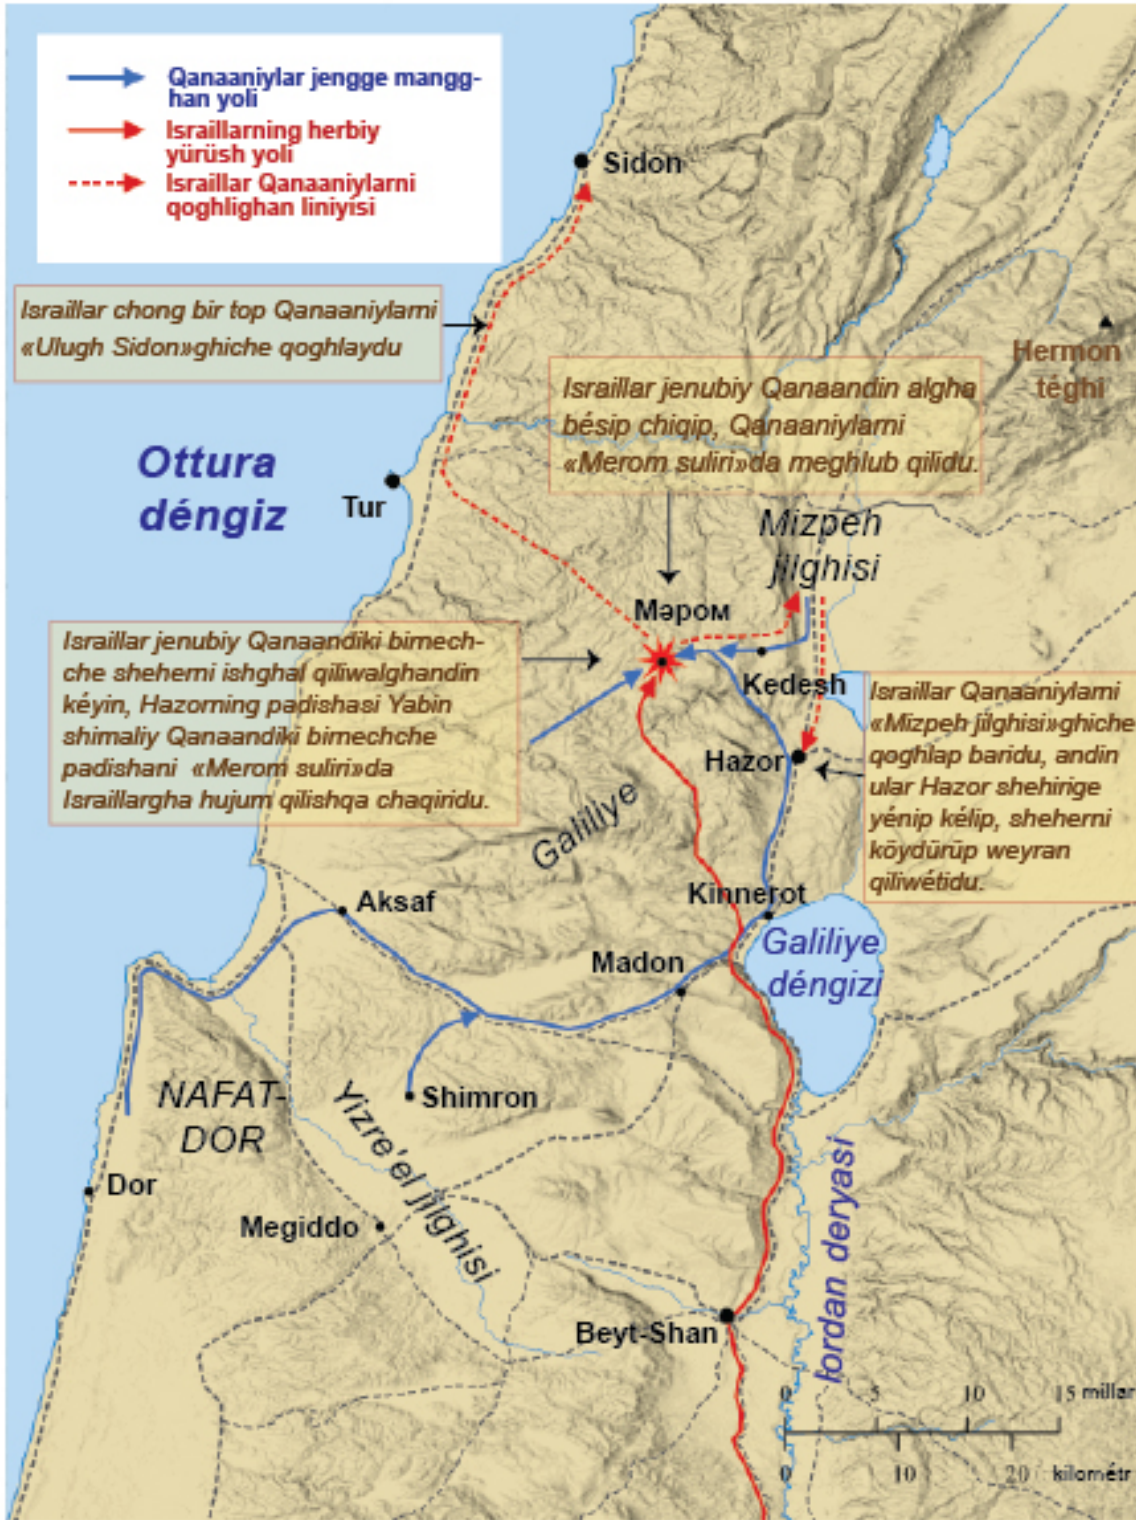 Qanaaniylar jengge mangg-
han yoli
Israillarning herbiy
yürüsh yoli
Israillar Qanaaniylarni
qoghlighan liniyisi
Sidon
Israillar chong bir top Qanaaniylarni
«Ulugh Sidon»ghiche qoghlaydu
Hermon
téghi
Israillar jenubiy Qanaandin algha
bésip chiqip, Qanaaniylarni
«Merom suliri»da meghlub qilidu.
Ottura
déngiz
Tur
Mizpeh
jilghisi
Мәром
Israillar jenubiy Qanaandiki birnech-
che sheherni ishghal qiliwalghandin
kéyin, Hazorning padishasi Yabin
shimaliy Qanaandiki birnechche
padishani «Merom suliri»da
Israillargha hujum qilishqa chaqiridu.
Kedesh
Israillar Qanaaniylarni
«Mizpeh jilghisi»ghiche
qoghlap baridu, andin
ular Hazor shehirige
yénip kélip, sheherni
köydürüp weyran
qiliwétidu.
Hazor
Galiliye
Kinnerot
Aksaf
Galiliye
déngizi
Madon
NAFAT-
DOR
Shimron
Yizre'el jilghisi
Dor
Megiddo
Iordan deryasi
Beyt-Shan
0 5 10 15 millar
0 10 20 kilométr